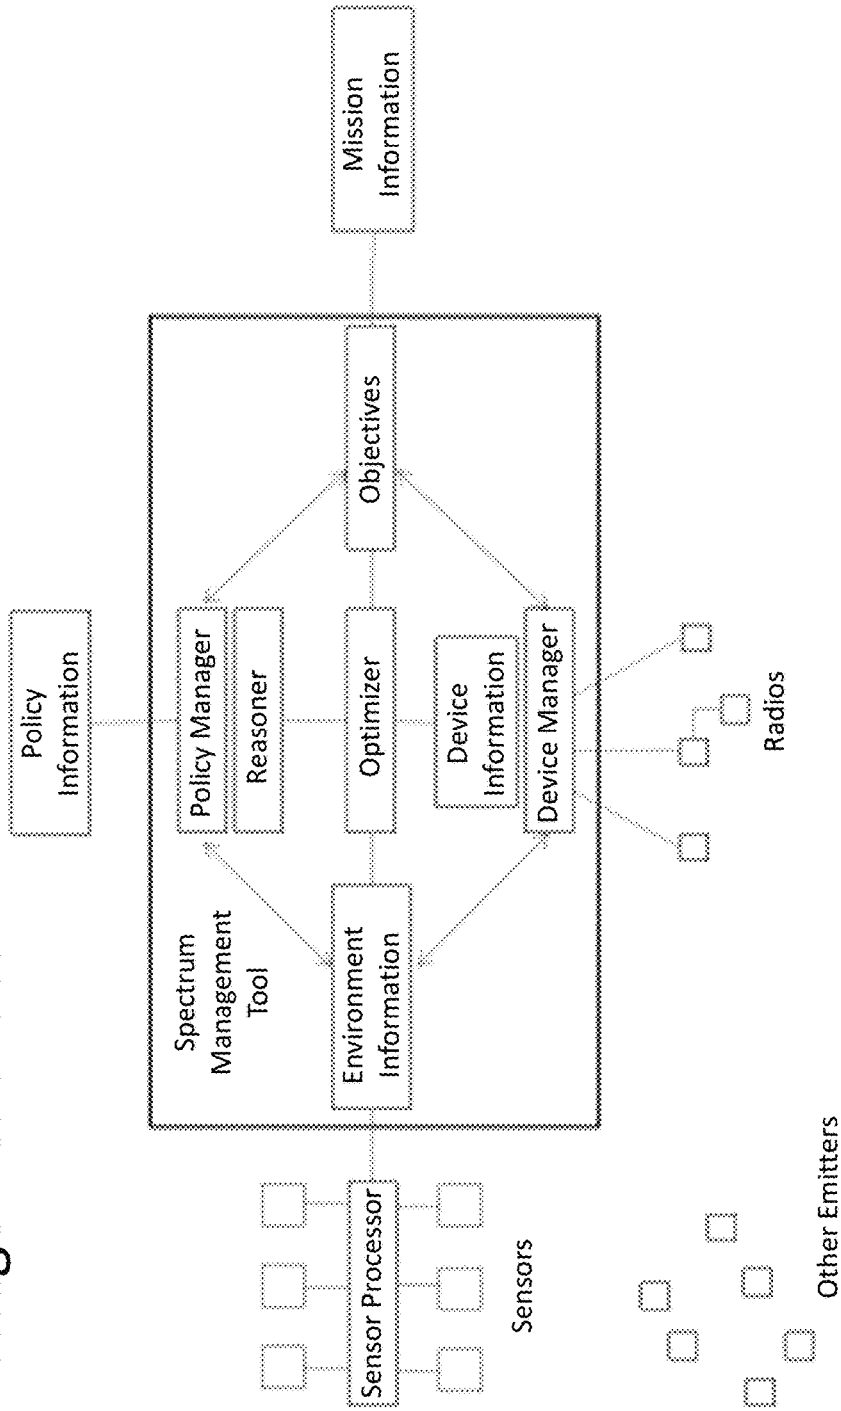 Policy
Information
Spectrum
Management
Tool
Policy Manager
Reasoner
Sensor Processor
Environment
Information
Optimizer
Objectives
Mission
Information
Device
Information
Device Manager
Sensors
Radios
Other Emitters